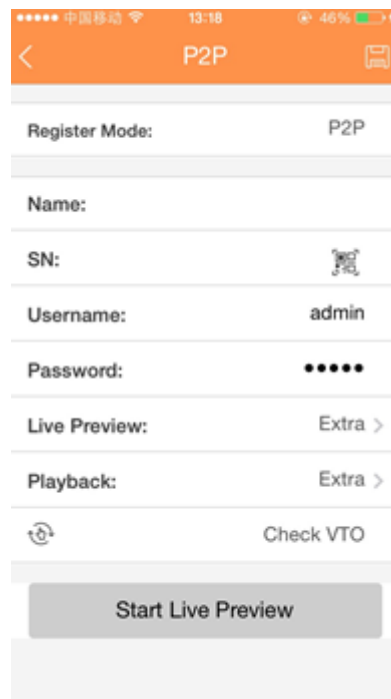 中国移动 13:18 46%
P2P
Register Mode: P2P
Name:
SN:
Username: admin
Password: •••••
Live Preview: Extra >
Playback: Extra >
Check VTO
Start Live Preview